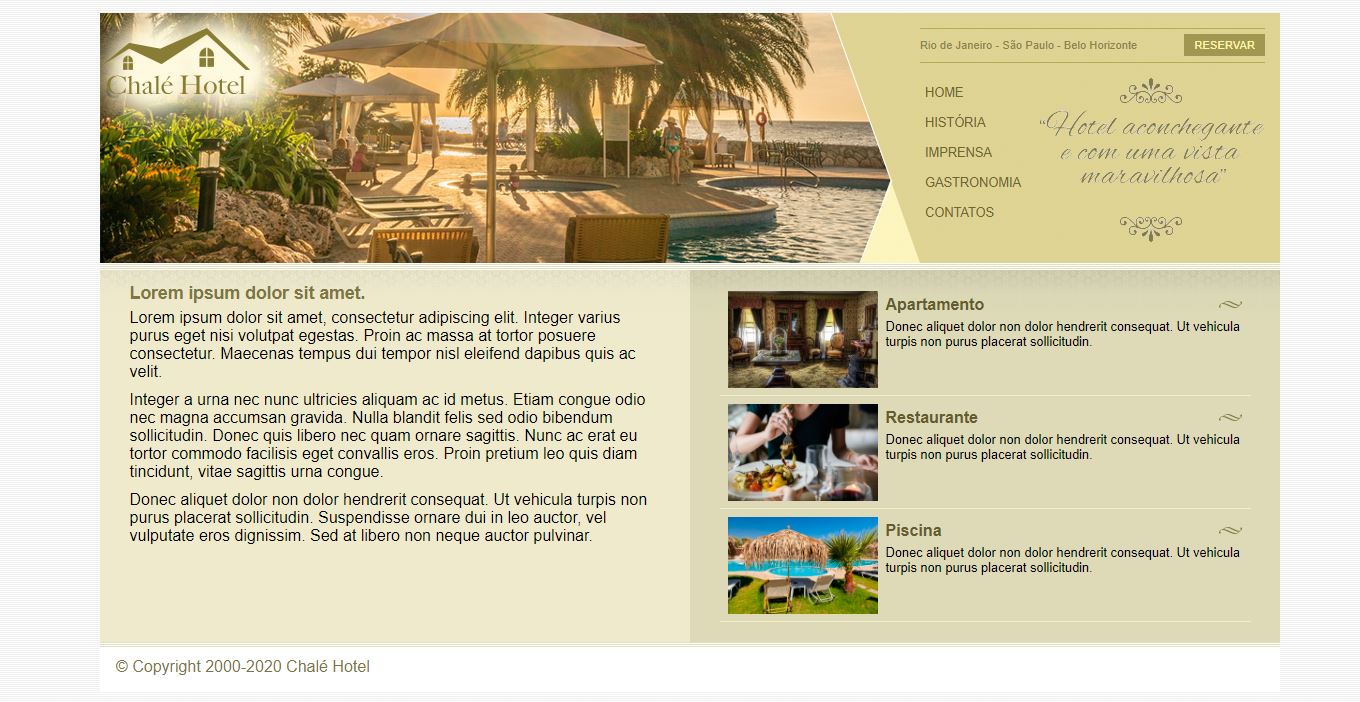 Chalé Hotel
Rio de Janeiro - São Paulo - Belo Horizonte
RESERVAR
HOME
HISTÓRIA
IMPRENSA
GASTRONOMIA
CONTATOS
“Hotel aconchegante
e com uma vista
maravilhosa”
Lorem ipsum dolor sit amet.
Lorem ipsum dolor sit amet, consectetur adipiscing elit. Integer varius
purus eget nisi volutpat egestas. Proin ac massa at tortor posuere
consectetur. Maecenas tempus dui tempor nisl eleifend dapibus quis ac
velit.
Integer a urna nec nunc ultricies aliquam ac id metus. Etiam congue odio
nec magna accumsan gravida. Nulla blandit felis sed odio bibendum
sollicitudin. Donec quis libero nec quam ornare sagittis. Nunc ac erat eu
tortor commodo facilisis eget convallis eros. Proin pretium leo quis diam
tincidunt, vitae sagittis urna congue.
Donec aliquet dolor non dolor hendrerit consequat. Ut vehicula turpis non
purus placerat sollicitudin. Suspendisse ornare dui in leo auctor, vel
vulputate eros dignissim. Sed at libero non neque auctor pulvinar.
Apartamento
Donec aliquet dolor non dolor hendrerit consequat. Ut vehicula
turpis non purus placerat sollicitudin.
Restaurante
Donec aliquet dolor non dolor hendrerit consequat. Ut vehicula
turpis non purus placerat sollicitudin.
Piscina
Donec aliquet dolor non dolor hendrerit consequat. Ut vehicula
turpis non purus placerat sollicitudin.
© Copyright 2000-2020 Chalé Hotel